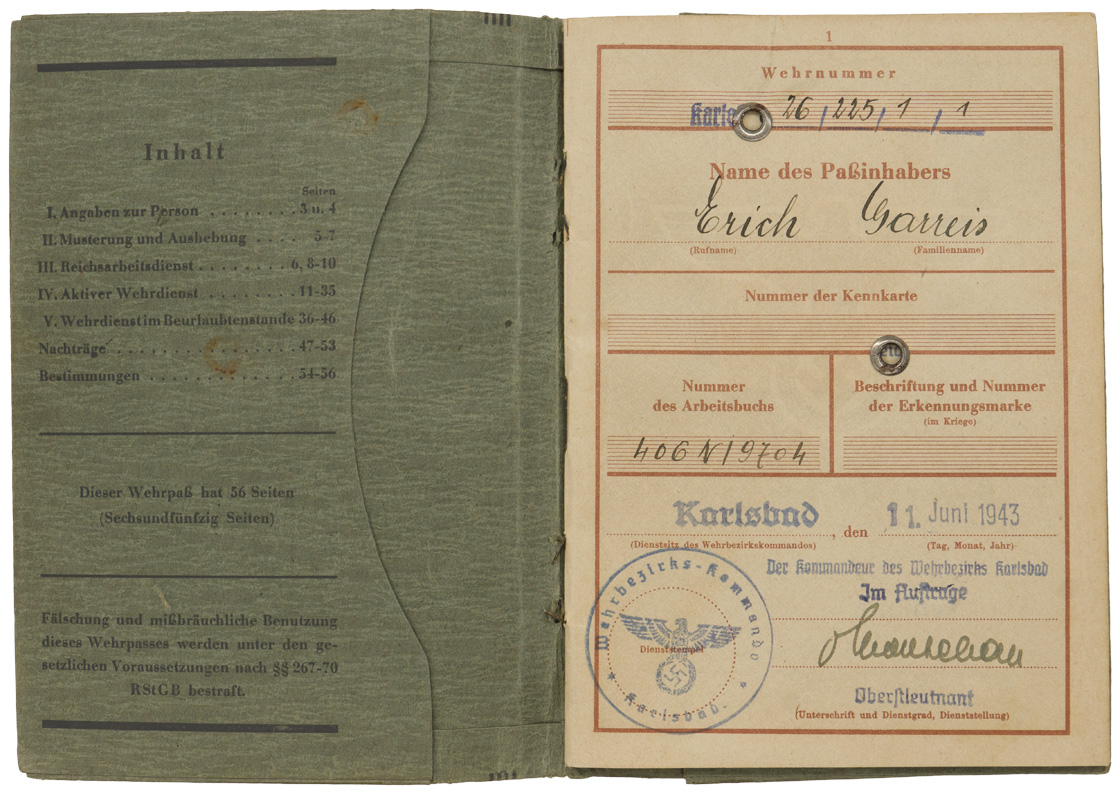 Inhalt
Seiten
I. Angaben zur Person . . . . . . . . 3 u. 4
II. Musterung und Aushebung . . . . 5-7
III. Reichsarbeitsdienst . . . . . . . . 6, 8-10
IV. Aktiver Wehrdienst . . . . . . . . 11-35
V. Wehrdienst im Beurlaubtenstande 36-46
Nachträge . . . . . . . . . . . . . . . . 47-53
Bestimmungen . . . . . . . . . . . . . 54-56
Dieser Wehrpaß hat 56 Seiten
(Sechsundfünfzig Seiten)
Fälschung und mißbräuchliche Benutzung
dieses Wehrpasses werden unter den ge-
setzlichen Voraussetzungen nach §§ 267-70
RStGB bestraft.
1
Wehrnummer
26 / 225 / 1 / 1
Name des Paßinhabers
Erich Garreis
(Rufname) (Familienname)
Nummer der Kennkarte
Nummer
des Arbeitsbuchs
406 N/9704
Beschriftung und Nummer
der Erkennungsmarke
(im Kriege)
Karlsbad, den 11. Juni 1943
(Dienstsitz des Wehrbezirkskommandos) (Tag, Monat, Jahr)
Der Kommandeur des Wehrbezirks Karlsbad
Im Auftrage
Oberstleutnant
(Unterschrift und Dienstgrad, Dienststellung)
Wehrbezirks-Kommando
Dienststempel
* Karlsbad. *